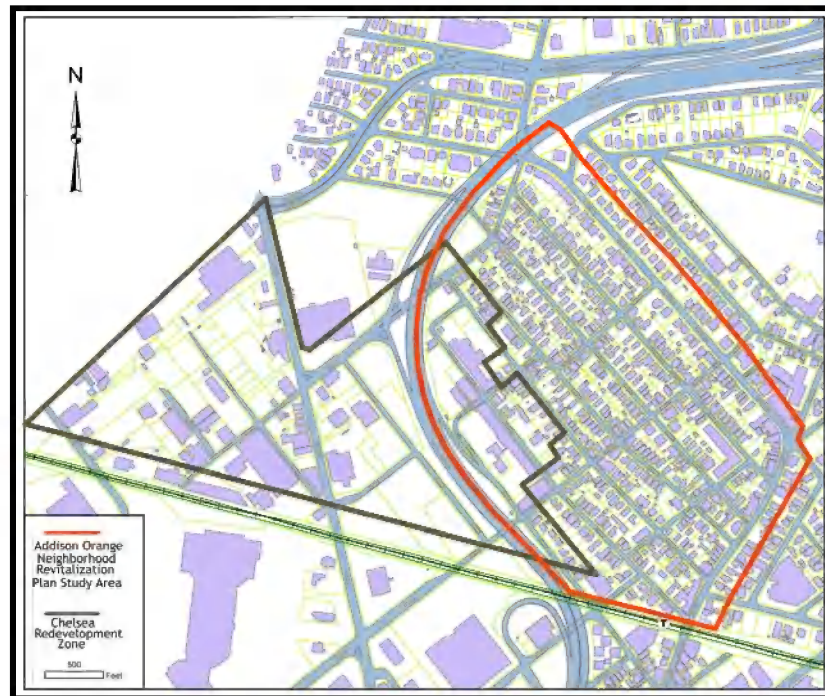 N
Addison Orange
Neighborhood
Revitalization
Plan Study Area
Chelsea
Redevelopment
Zone
500
Feet
T